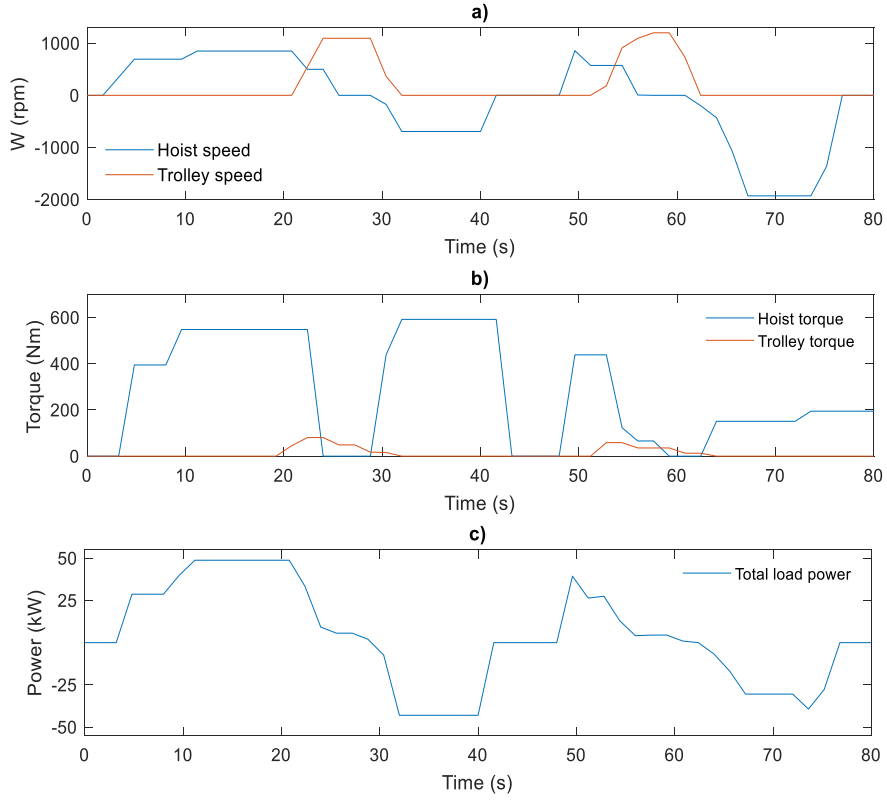 a)
1000
0
-1000
-2000
W (rpm)
Hoist speed
Trolley speed
0 10 20 30 40 50 60 70 80
Time (s)
b)
600
400
200
0
Torque (Nm)
Hoist torque
Trolley torque
0 10 20 30 40 50 60 70 80
Time (s)
c)
50
25
0
-25
-50
Power (kW)
Total load power
0 10 20 30 40 50 60 70 80
Time (s)